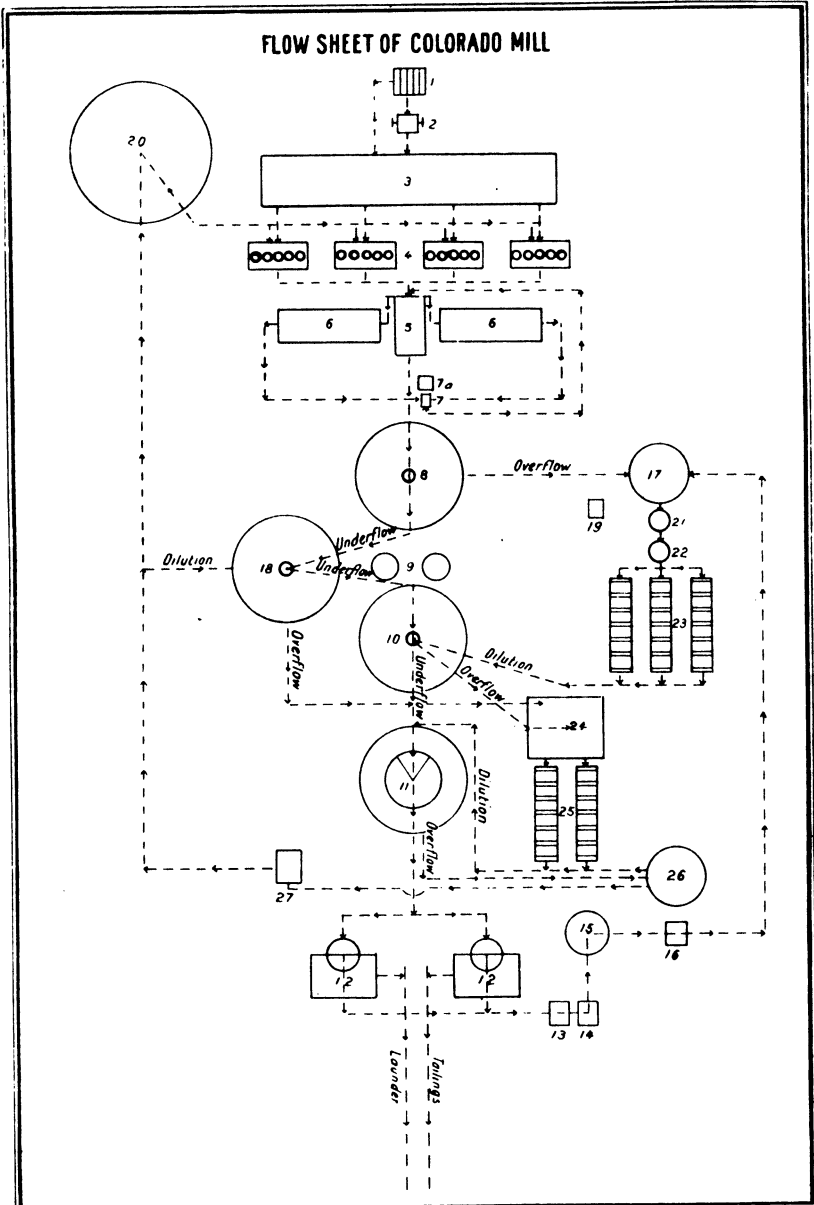 FLOW SHEET OF COLORADO MILL
1
2
20
3
4
6
5
6
7a
7
8
Overflow
17
19
21
Underflow
22
Dilution
18
Underflow
9
23
10
Overflow
Dilution
Underflow
Overflow
24
11
Dilution
25
Overflow
26
27
15
16
12
12
13
14
Launder
Tailings